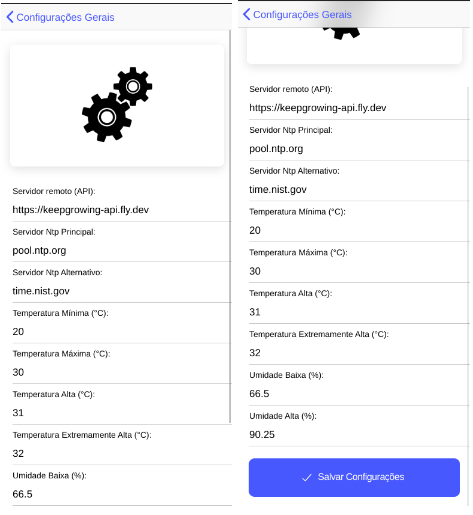 Configurações Gerais
Servidor remoto (API):
https://keepgrowing-api.fly.dev
Servidor Ntp Principal:
pool.ntp.org
Servidor Ntp Alternativo:
time.nist.gov
Temperatura Mínima (°C):
20
Temperatura Máxima (°C):
30
Temperatura Alta (°C):
31
Temperatura Extremamente Alta (°C):
32
Umidade Baixa (%):
66.5
Configurações Gerais
Servidor remoto (API):
https://keepgrowing-api.fly.dev
Servidor Ntp Principal:
pool.ntp.org
Servidor Ntp Alternativo:
time.nist.gov
Temperatura Mínima (°C):
20
Temperatura Máxima (°C):
30
Temperatura Alta (°C):
31
Temperatura Extremamente Alta (°C):
32
Umidade Baixa (%):
66.5
Umidade Alta (%):
90.25
Salvar Configurações